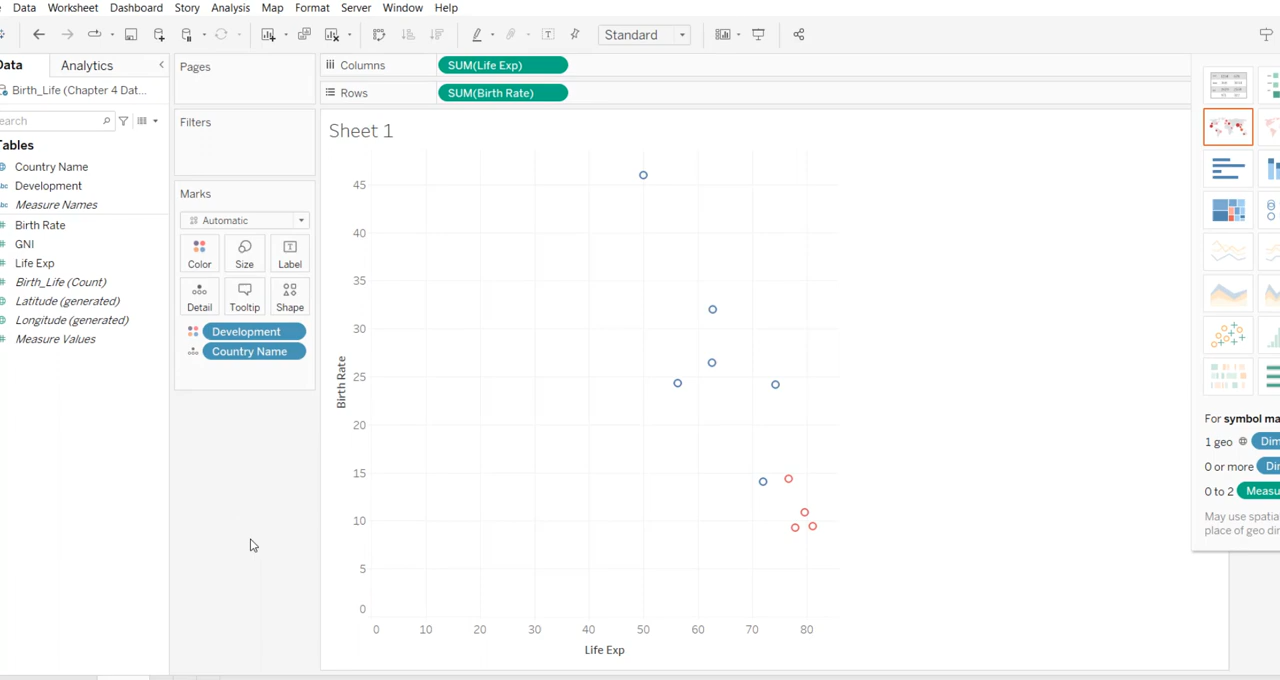 Data Worksheet Dashboard Story Analysis Map Format Server Window Help
Standard
Data Analytics
Pages
Columns SUM(Life Exp)
Birth_Life (Chapter 4 Dat...
Rows SUM(Birth Rate)
earch
Filters
Tables
Sheet 1
Country Name
Abc Development
Abc Measure Names
Birth Rate
GNI
Life Exp
Birth_Life (Count)
Latitude (generated)
Longitude (generated)
Measure Values
Marks
Automatic
Color Size Label
Detail Tooltip Shape
Development
Country Name
Birth Rate
45
40
35
30
25
20
15
10
5
0
0 10 20 30 40 50 60 70 80
Life Exp
For symbol ma
1 geo Dim
0 or more Dim
0 to 2 Measu
May use spatia
place of geo di